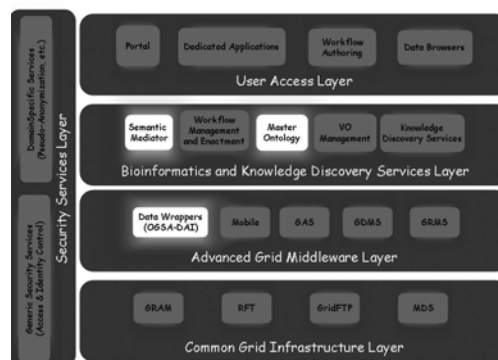 Portal
Dedicated Applications
Workflow
Authoring
Data Browsers
User Access Layer
Semantic
Mediator
Workflow
Management
and Enactment
Master
Ontology
VO
Management
Knowledge
Discovery Services
Bioinformatics and Knowledge Discovery Services Layer
Data Wrappers
(OGSA-DAI)
Mobile
GAS
GDMS
GRMS
Advanced Grid Middleware Layer
GRAM
RFT
GridFTP
MDS
Common Grid Infrastructure Layer
DomainSpecific Services
(Pseudo-Anonymization, etc.)
Generic Security Services
(Access & Identity Control)
Security Services Layer